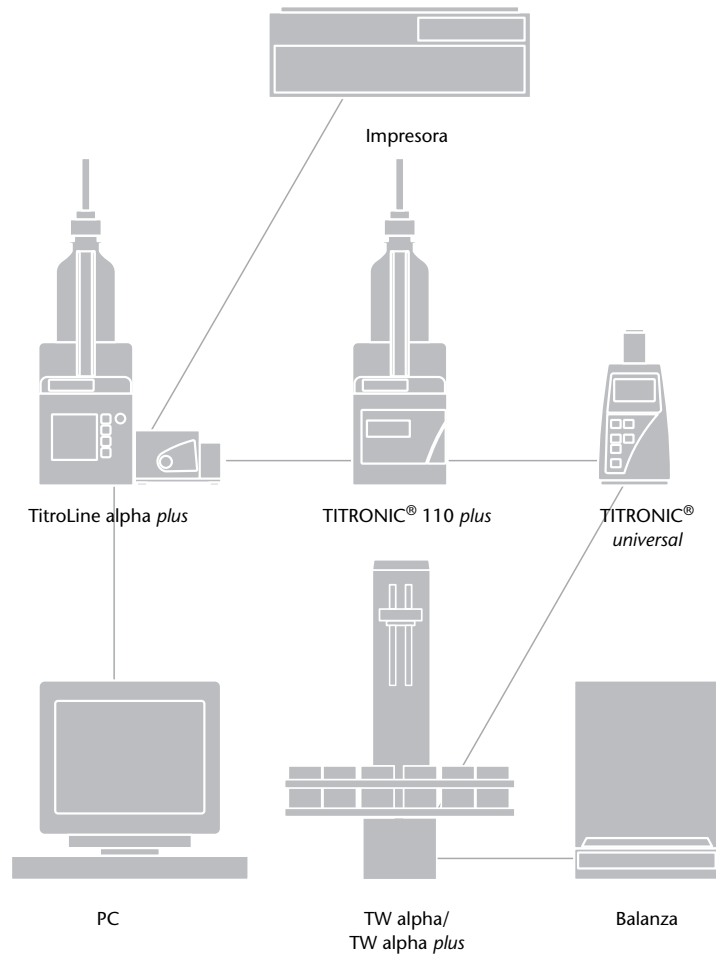 Impresora
TitroLine alpha plus
TITRONIC® 110 plus
TITRONIC®
universal
PC
TW alpha/
TW alpha plus
Balanza